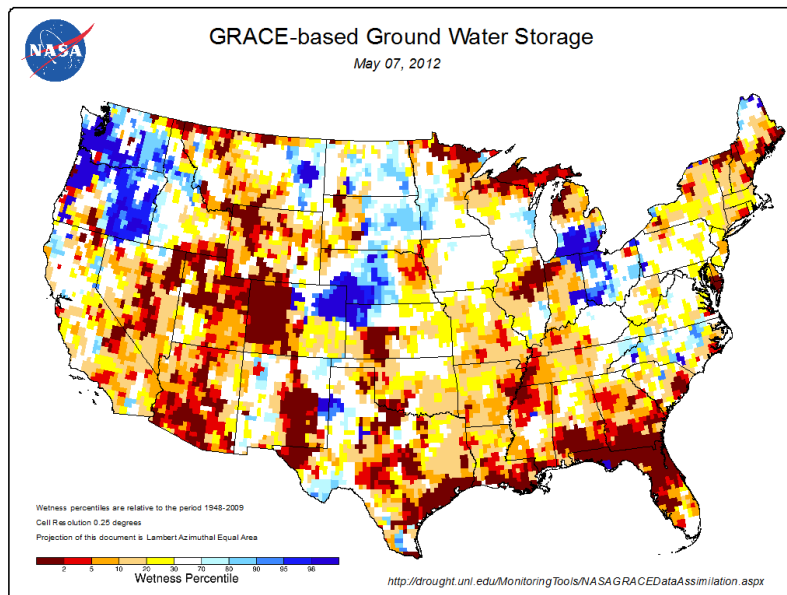 NASA
GRACE-based Ground Water Storage
May 07, 2012
Wetness percentiles are relative to the period 1948-2009
Cell Resolution 0.25 degrees
Projection of this document is Lambert Azimuthal Equal Area
2 5 10 20 30 70 80 90 95 98
Wetness Percentile
http://drought.unl.edu/MonitoringTools/NASAGRACEDataAssimilation.aspx